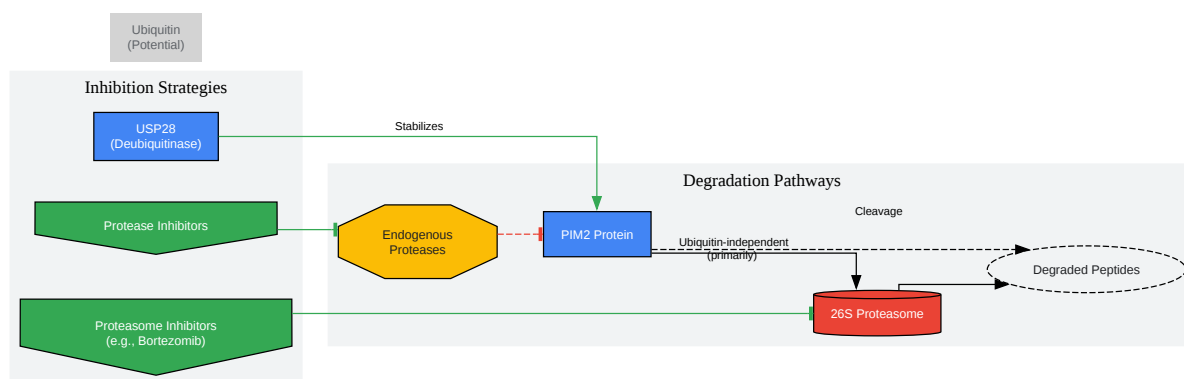 Ubiquitin
(Potential)
Inhibition Strategies
USP28
(Deubiquitinase)
Stabilizes
Degradation Pathways
Protease Inhibitors
Endogenous
Proteases
PIM2 Protein
Cleavage
Ubiquitin-independent
(primarily)
Degraded Peptides
26S Proteasome
Proteasome Inhibitors
(e.g., Bortezomib)